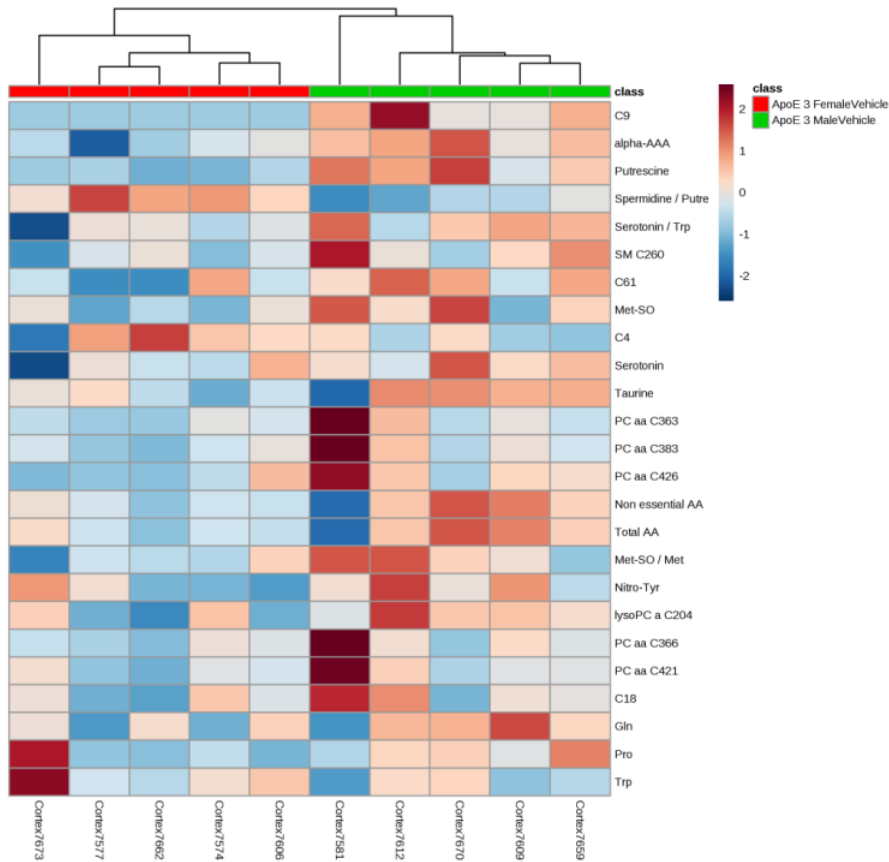 class
C9
alpha-AAA
Putrescine
Spermidine / Putre
Serotonin / Trp
SM C260
C61
Met-SO
C4
Serotonin
Taurine
PC aa C363
PC aa C383
PC aa C426
Non essential AA
Total AA
Met-SO / Met
Nitro-Tyr
lysoPC a C204
PC aa C366
PC aa C421
C18
Gln
Pro
Trp
2
1
0
-1
-2
class
ApoE 3 FemaleVehicle
ApoE 3 MaleVehicle
Cortex7673
Cortex7577
Cortex7662
Cortex7574
Cortex7606
Cortex7581
Cortex7612
Cortex7670
Cortex7609
Cortex7659